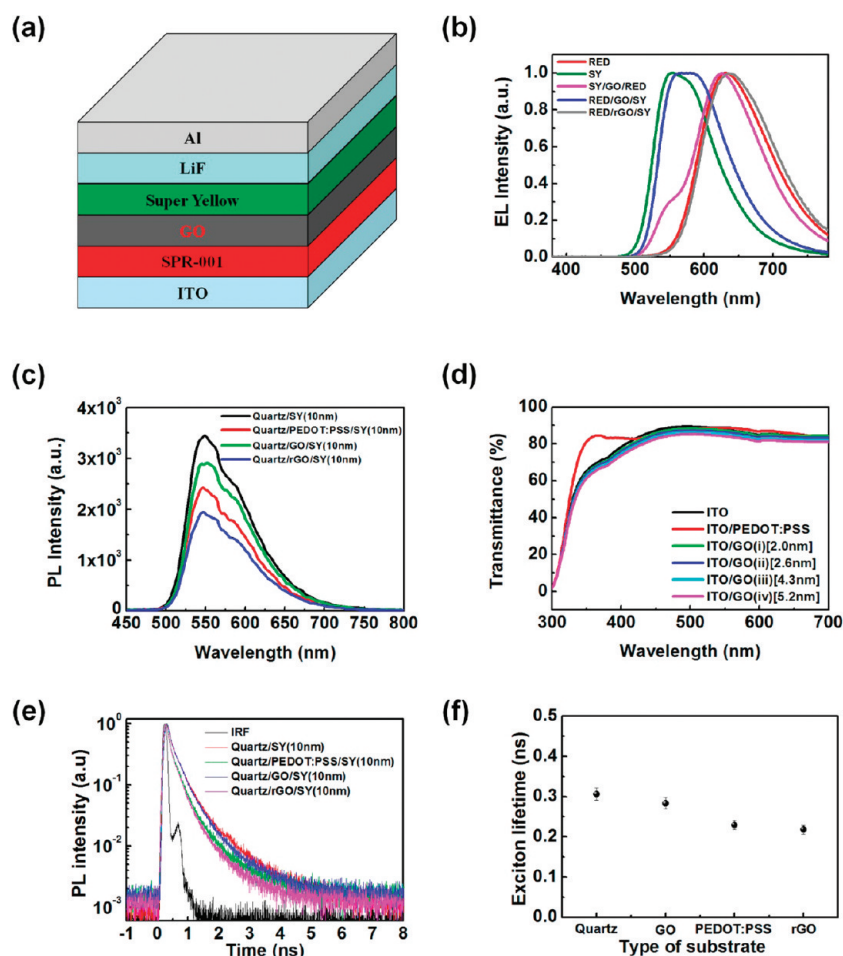 (a)
Al
LiF
Super Yellow
GO
SPR-001
ITO
(b)
EL Intensity (a.u.)
1.0
0.8
0.6
0.4
0.2
0.0
RED
SY
SY/GO/RED
RED/GO/SY
RED/rGO/SY
400 500 600 700
Wavelength (nm)
(c)
PL Intensity (a.u.)
4x10³
3x10³
2x10³
1x10³
0
Quartz/SY(10nm)
Quartz/PEDOT:PSS/SY(10nm)
Quartz/GO/SY(10nm)
Quartz/rGO/SY(10nm)
450 500 550 600 650 700 750 800
Wavelength (nm)
(d)
Transmittance (%)
100
80
60
40
20
0
ITO
ITO/PEDOT:PSS
ITO/GO(i)[2.0nm]
ITO/GO(ii)[2.6nm]
ITO/GO(iii)[4.3nm]
ITO/GO(iv)[5.2nm]
300 400 500 600 700
Wavelength (nm)
(e)
PL intensity (a.u)
10⁰
10⁻¹
10⁻²
10⁻³
IRF
Quartz/SY(10nm)
Quartz/PEDOT:PSS/SY(10nm)
Quartz/GO/SY(10nm)
Quartz/rGO/SY(10nm)
-1 0 1 2 3 4 5 6 7 8
Time (ns)
(f)
Exciton lifetime (ns)
0.5
0.4
0.3
0.2
0.1
0.0
Quartz GO PEDOT:PSS rGO
Type of substrate